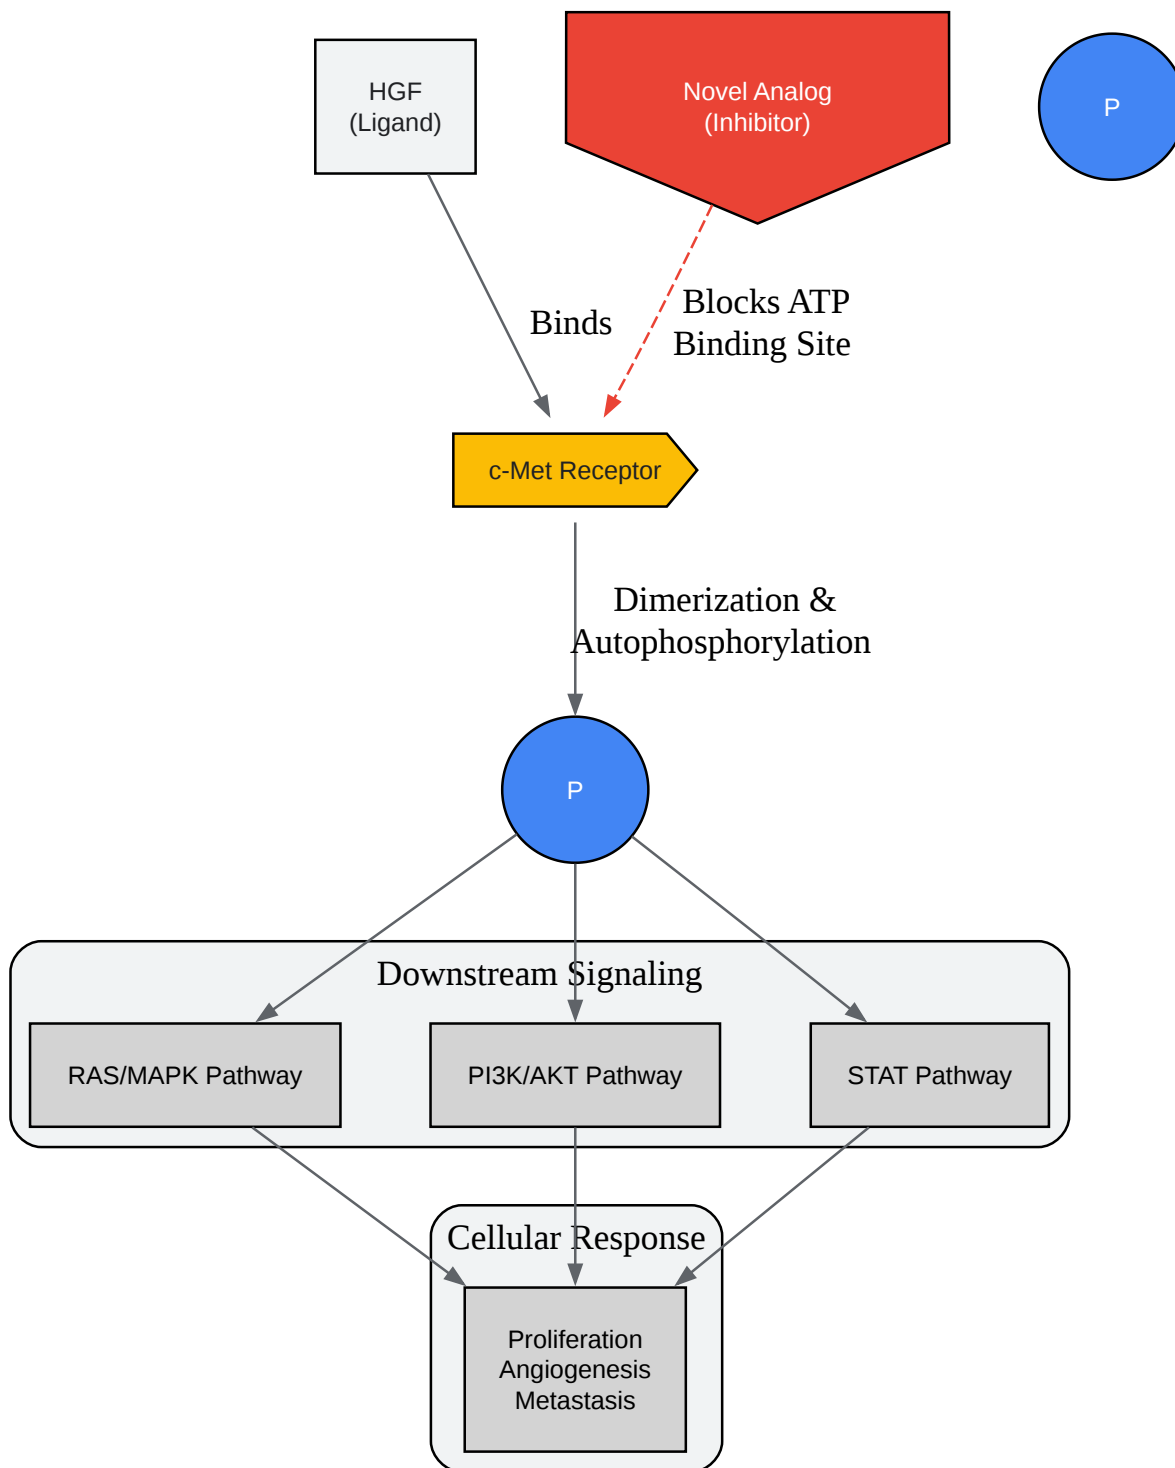 HGF
(Ligand)
Novel Analog
(Inhibitor)
P
Binds
Blocks ATP
Binding Site
c-Met Receptor
Dimerization &
Autophosphorylation
P
Downstream Signaling
RAS/MAPK Pathway
PI3K/AKT Pathway
STAT Pathway
Cellular Response
Proliferation
Angiogenesis
Metastasis